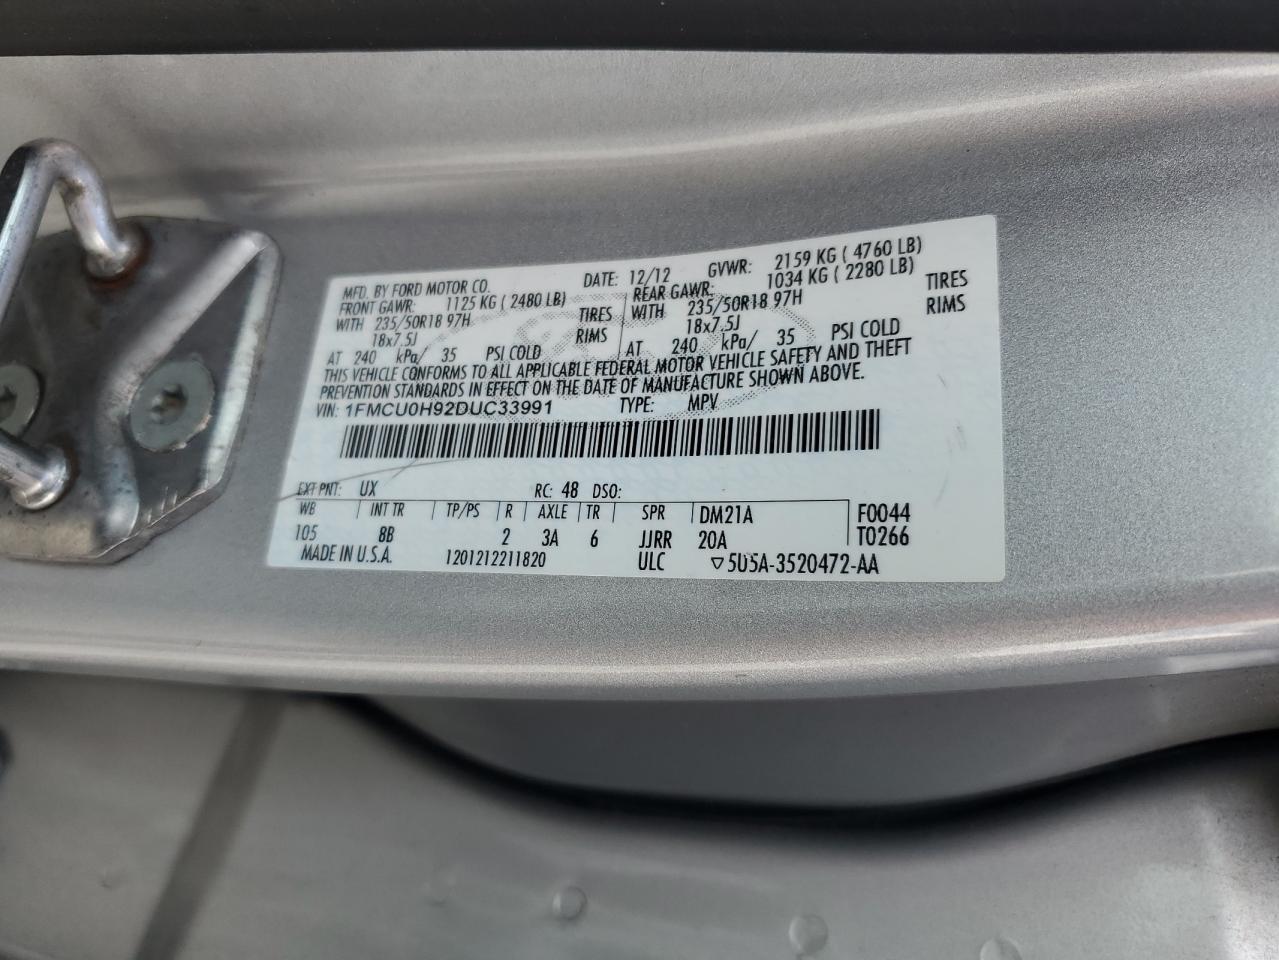 MFD. BY FORD MOTOR CO. DATE: 12/12 GVWR: 2159 KG ( 4760 LB)
FRONT GAWR: 1125 KG ( 2480 LB) REAR GAWR: 1034 KG ( 2280 LB)
WITH 235/50R18 97H TIRES WITH 235/50R18 97H TIRES
18x7.5J RIMS 18x7.5J RIMS
AT 240 kPa/ 35 PSI COLD AT 240 kPa/ 35 PSI COLD
THIS VEHICLE CONFORMS TO ALL APPLICABLE FEDERAL MOTOR VEHICLE SAFETY AND THEFT
PREVENTION STANDARDS IN EFFECT ON THE DATE OF MANUFACTURE SHOWN ABOVE.
VIN: 1FMCU0H92DUC33991 TYPE: MPV
EXT PNT: UX RC: 48 DSO:
WB INT TR TP/PS R AXLE TR SPR DM21A F0044
105 8B 2 3A 6 JJRR 20A T0266
MADE IN U.S.A. 1201212211820 ULC ▽5U5A-3520472-AA